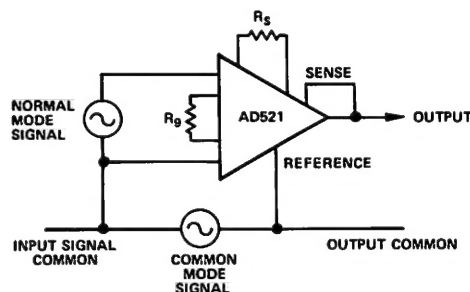 Rs
SENSE
NORMAL
MODE
SIGNAL
Rg
AD521
OUTPUT
REFERENCE
INPUT SIGNAL
COMMON
COMMON
MODE
SIGNAL
OUTPUT COMMON